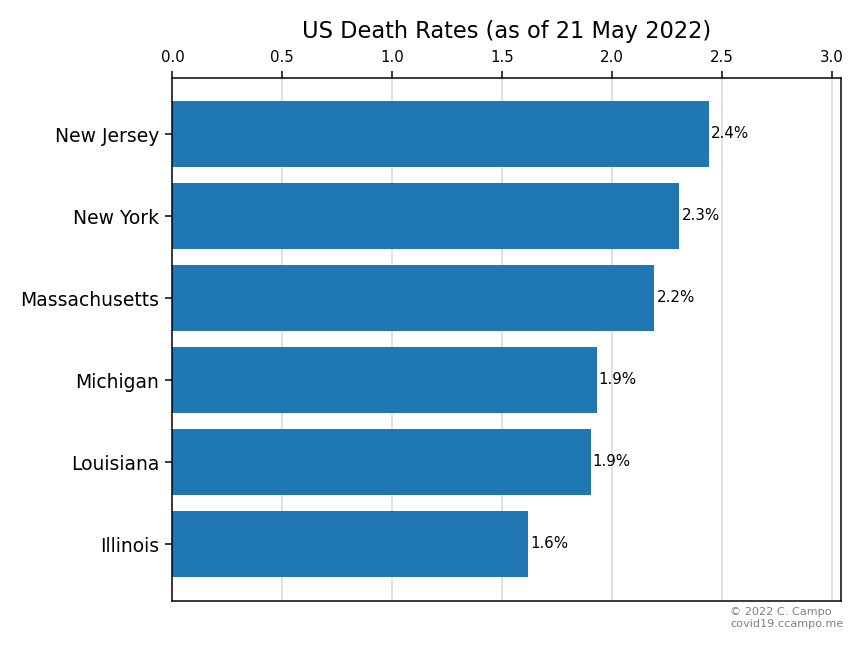 US Death Rates (as of 21 May 2022)
0.0 0.5 1.0 1.5 2.0 2.5 3.0
New Jersey 2.4%
New York 2.3%
Massachusetts 2.2%
Michigan 1.9%
Louisiana 1.9%
Illinois 1.6%
© 2022 C. Campo
covid19.ccampo.me